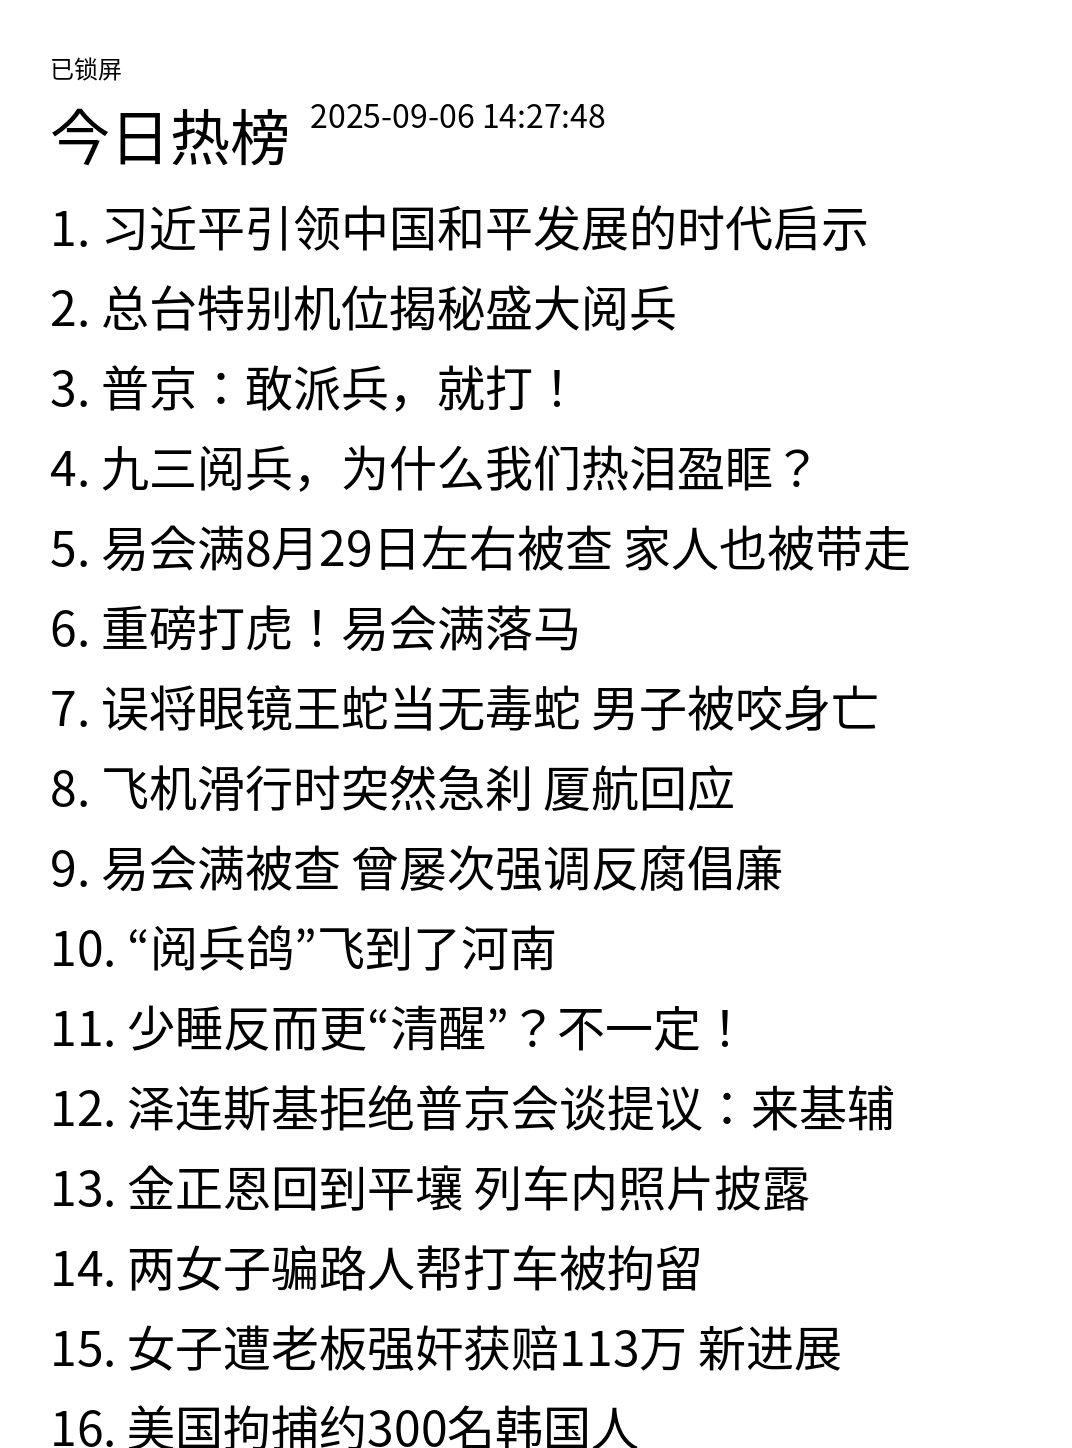 已锁屏
今日热榜 2025-09-06 14:27:48
1. 习近平引领中国和平发展的时代启示
2. 总台特别机位揭秘盛大阅兵
3. 普京：敢派兵，就打！
4. 九三阅兵，为什么我们热泪盈眶？
5. 易会满8月29日左右被查 家人也被带走
6. 重磅打虎！易会满落马
7. 误将眼镜王蛇当无毒蛇 男子被咬身亡
8. 飞机滑行时突然急刹 厦航回应
9. 易会满被查 曾屡次强调反腐倡廉
10. “阅兵鸽”飞到了河南
11. 少睡反而更“清醒”？不一定！
12. 泽连斯基拒绝普京会谈提议：来基辅
13. 金正恩回到平壤 列车内照片披露
14. 两女子骗路人帮打车被拘留
15. 女子遭老板强奸获赔113万 新进展
16. 美国拘捕约300名韩国人